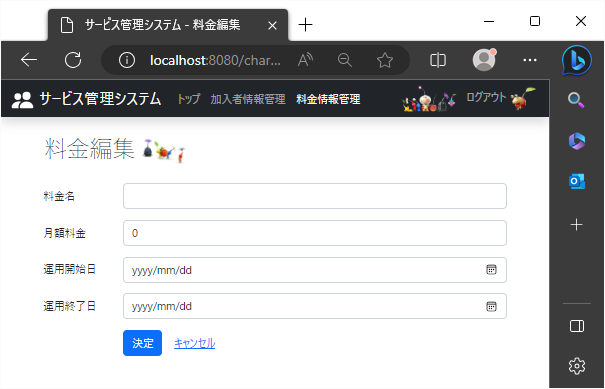 サービス管理システム - 料金編集
localhost:8080/char...
サービス管理システム トップ 加入者情報管理 料金情報管理 ログアウト
料金編集
料金名
月額料金 0
運用開始日 yyyy/mm/dd
運用終了日 yyyy/mm/dd
決定 キャンセル